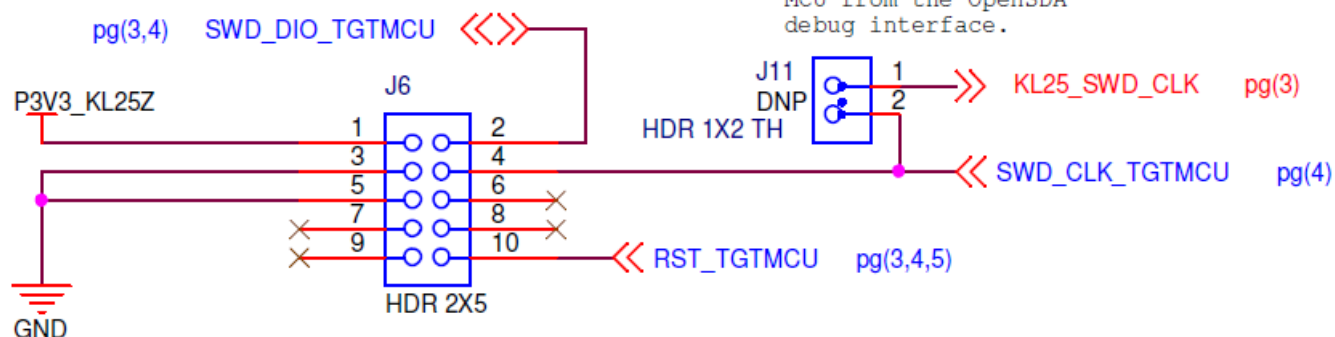 MCU from the OpenSDA
debug interface.
pg(3,4) SWD_DIO_TGTMCU
J11
DNP
HDR 1X2 TH
1
2
KL25_SWD_CLK pg(3)
J6
P3V3_KL25Z
1 2
3 4
5 6
7 8
9 10
SWD_CLK_TGTMCU pg(4)
RST_TGTMCU pg(3,4,5)
HDR 2X5
GND